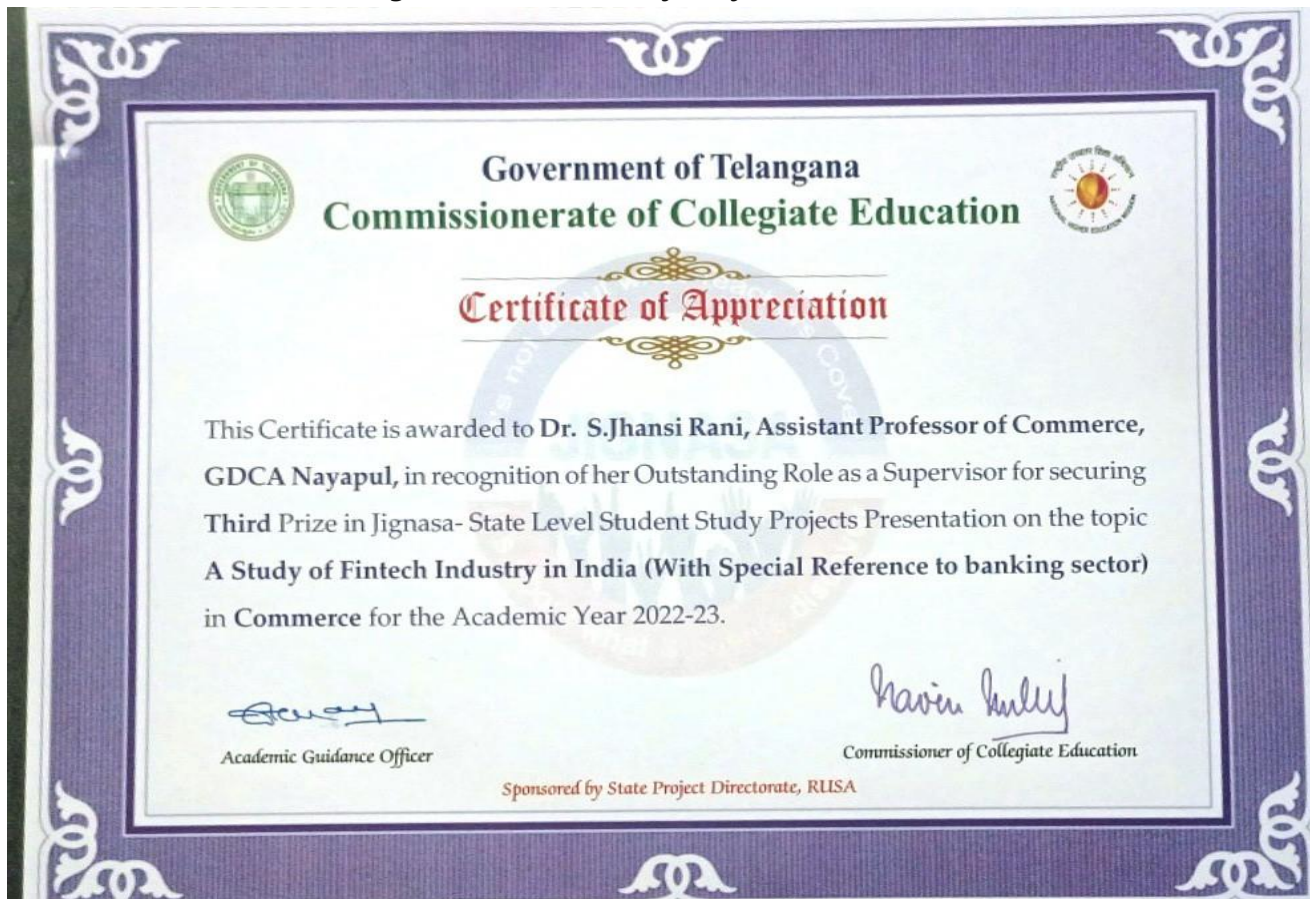 Government of Telangana
Commissionerate of Collegiate Education
Certificate of Appreciation
JIGNASA
This Certificate is awarded to Dr. S.Jhansi Rani, Assistant Professor of Commerce,
GDCA Nayapul, in recognition of her Outstanding Role as a Supervisor for securing
Third Prize in Jignasa- State Level Student Study Projects Presentation on the topic
A Study of Fintech Industry in India (With Special Reference to banking sector)
in Commerce for the Academic Year 2022-23.
Academic Guidance Officer
Commissioner of Collegiate Education
Sponsored by State Project Directorate, RUSA